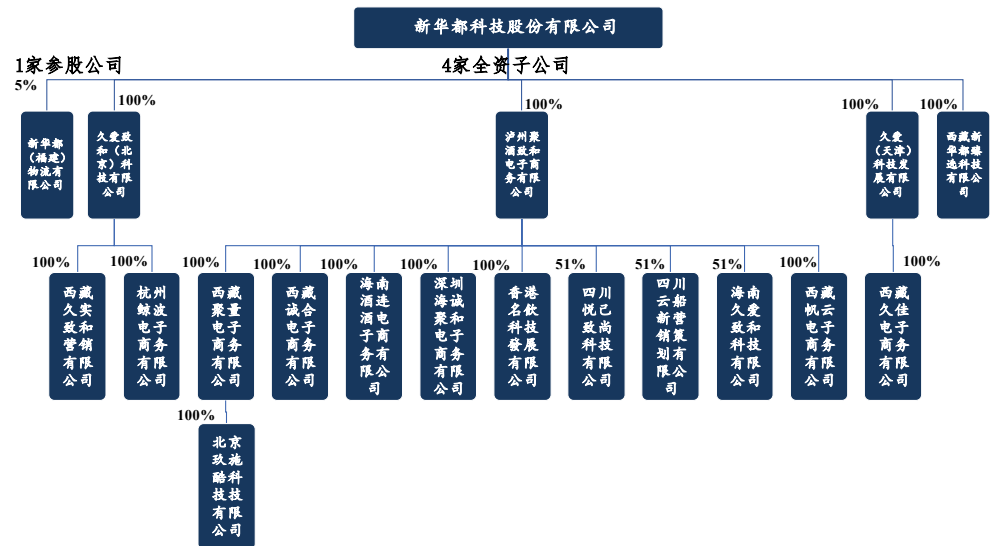 新华都科技股份有限公司
1家参股公司
4家全资子公司
5%
100%
100%
100%
100%
新华都
（福建）
物流有
限公司
久爱致
和（北
京）科
技有限
公司
泸州聚
酒致和
电子商
务有限
公司
久爱
（天津）
科技发
展有限
公司
西藏新
华都臻
选科技
有限公
司
100%
100%
100%
100%
100%
100%
100%
51%
51%
51%
100%
100%
西藏
久实
致和
营销
有限
公司
杭州
鲸波
电子
商务
有限
公司
西藏
聚量
电子
商务
有限
公司
西藏
诚合
电子
商务
有限
公司
海南
酒连
酒电
子商
务有
限公
司
深圳
海诚
聚和
电子
商务
有限
公司
香港
名饮
科技
發展
有限
公司
四川
悦己
致尚
科技
有限
公司
四川
云船
新营
销策
划有
限公
司
海南
久爱
致和
科技
有限
公司
西藏
帆云
电子
商务
有限
公司
西藏
久佳
电子
商务
有限
公司
100%
北京
玖施
酷科
技技
有限
公司